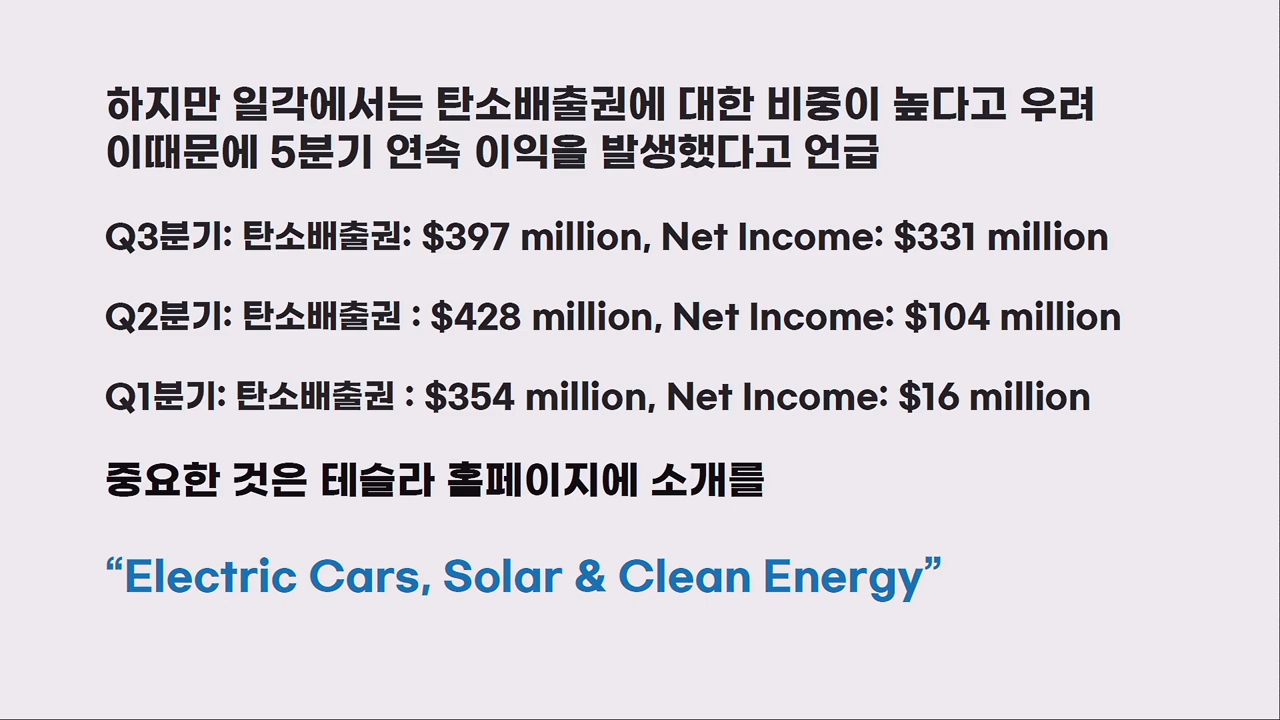 하지만 일각에서는 탄소배출권에 대한 비중이 높다고 우려
이때문에 5분기 연속 이익을 발생했다고 언급
Q3분기: 탄소배출권: $397 million, Net Income: $331 million
Q2분기: 탄소배출권 : $428 million, Net Income: $104 million
Q1분기: 탄소배출권 : $354 million, Net Income: $16 million
중요한 것은 테슬라 홈페이지에 소개를
“Electric Cars, Solar & Clean Energy”